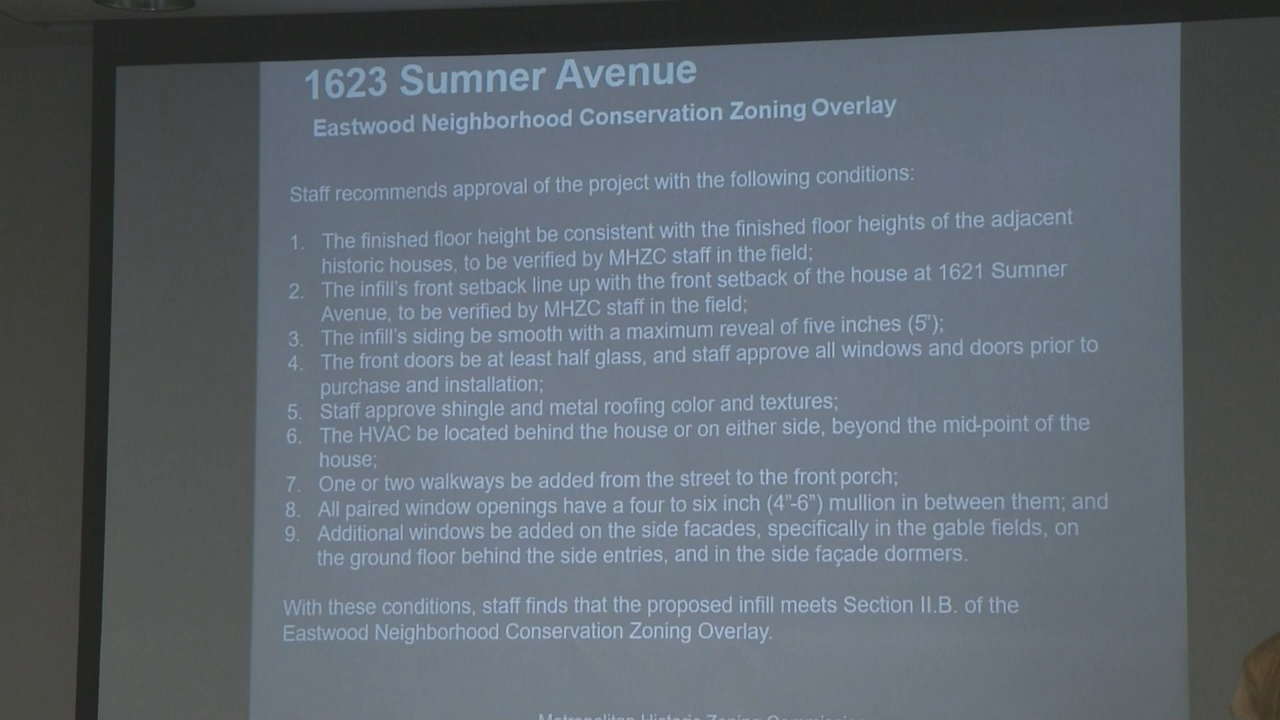 1623 Sumner Avenue
Eastwood Neighborhood Conservation Zoning Overlay
Staff recommends approval of the project with the following conditions:
1. The finished floor height be consistent with the finished floor heights of the adjacent
historic houses, to be verified by MHZC staff in the field;
2. The infill's front setback line up with the front setback of the house at 1621 Sumner
Avenue, to be verified by MHZC staff in the field;
3. The infill's siding be smooth with a maximum reveal of five inches (5");
4. The front doors be at least half glass, and staff approve all windows and doors prior to
purchase and installation;
5. Staff approve shingle and metal roofing color and textures;
6. The HVAC be located behind the house or on either side, beyond the mid-point of the
house;
7. One or two walkways be added from the street to the front porch;
8. All paired window openings have a four to six inch (4"-6") mullion in between them; and
9. Additional windows be added on the side facades, specifically in the gable fields, on
the ground floor behind the side entries, and in the side façade dormers.
With these conditions, staff finds that the proposed infill meets Section II.B. of the
Eastwood Neighborhood Conservation Zoning Overlay.